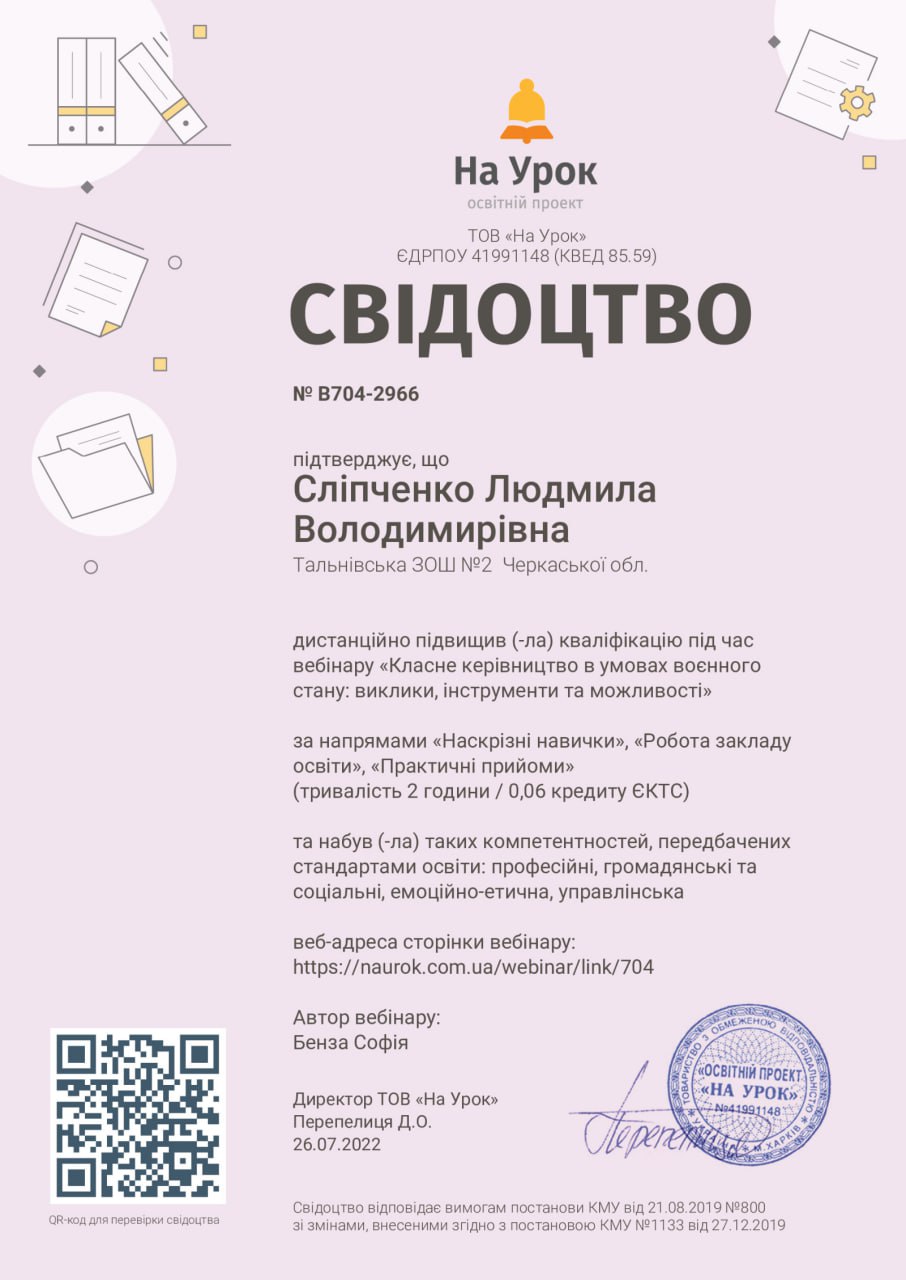 На Урок
освітній проект
ТОВ «На Урок»
ЄДРПОУ 41991148 (КВЕД 85.59)
СВІДОЦТВО
№ В704-2966
підтверджує, що
Сліпченко Людмила
Володимирівна
Тальнівська ЗОШ №2 Черкаської обл.
дистанційно підвищив (-ла) кваліфікацію під час
вебінару «Класне керівництво в умовах воєнного
стану: виклики, інструменти та можливості»
за напрямами «Наскрізні навички», «Робота закладу
освіти», «Практичні прийоми»
(тривалість 2 години / 0,06 кредиту ЄКТС)
та набув (-ла) таких компетентностей, передбачених
стандартами освіти: професійні, громадянські та
соціальні, емоційно-етична, управлінська
веб-адреса сторінки вебінару:
https://naurok.com.ua/webinar/link/704
Автор вебінару:
Бенза Софія
Директор ТОВ «На Урок»
Перепелиця Д.О.
26.07.2022
ТОВАРИСТВО З ОБМЕЖЕНОЮ ВІДПОВІДАЛЬНІСТЮ
«ОСВІТНІЙ ПРОЕКТ
«НА УРОК»
№41991148
М.ХАРКІВ
QR-код для перевірки свідоцтва
Свідоцтво відповідає вимогам постанови КМУ від 21.08.2019 №800
зі змінами, внесеними згідно з постановою КМУ №1133 від 27.12.2019